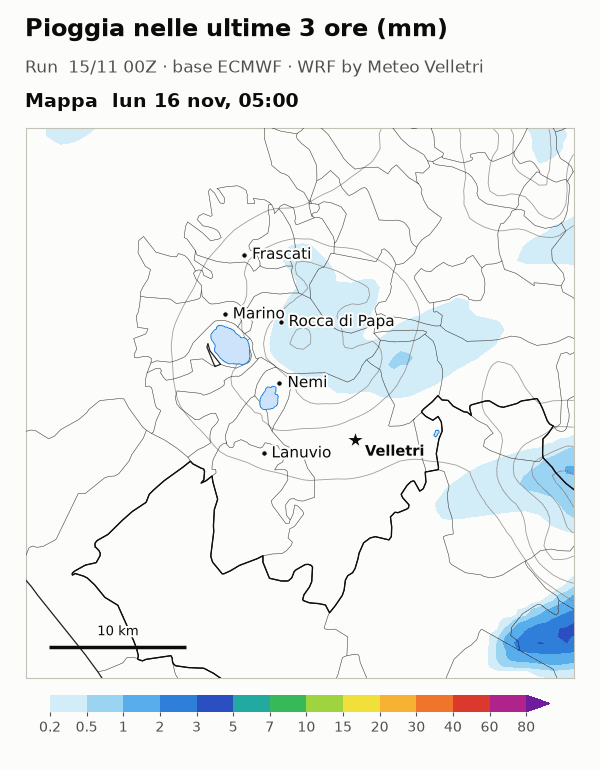 Pioggia nelle ultime 3 ore (mm)
Run  15/11 00Z · base ECMWF · WRF by Meteo Velletri
Mappa  lun 16 nov, 05:00
Frascati
Marino
Rocca di Papa
Nemi
Velletri
Lanuvio
10 km
0.2 0.5 1 2 3 5 7 10 15 20 30 40 60 80